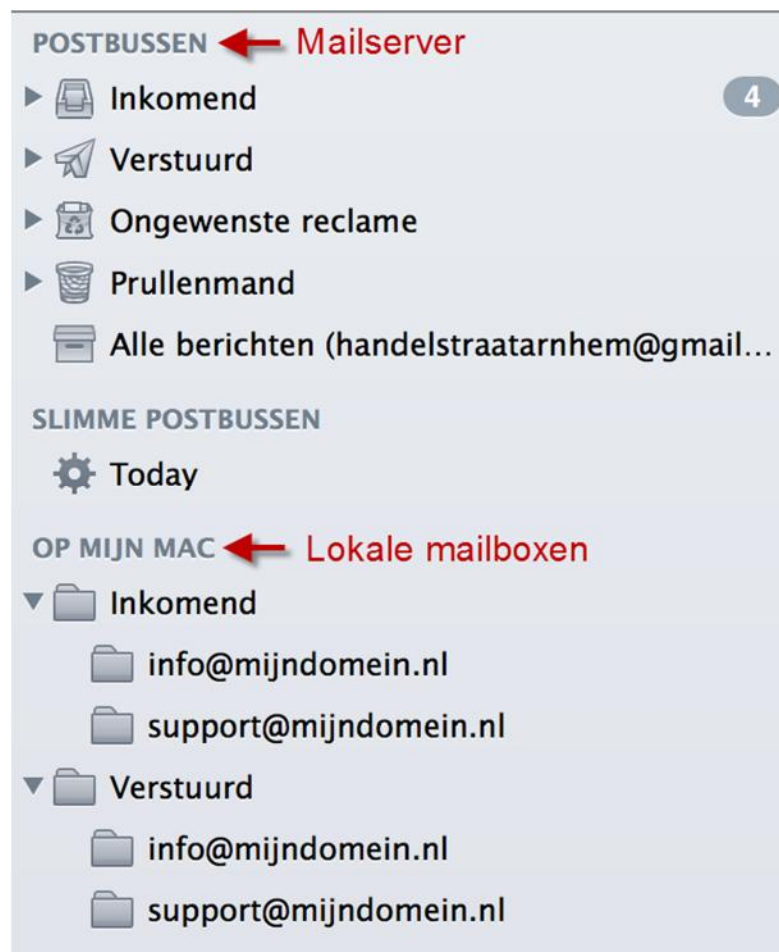 POSTBUSSEN Mailserver
Inkomend 4
Verstuurd
Ongewenste reclame
Prullenmand
Alle berichten (handelstraatarnhem@gmail...
SLIMME POSTBUSSEN
Today
OP MIJN MAC Lokale mailboxen
Inkomend
info@mijndomein.nl
support@mijndomein.nl
Verstuurd
info@mijndomein.nl
support@mijndomein.nl